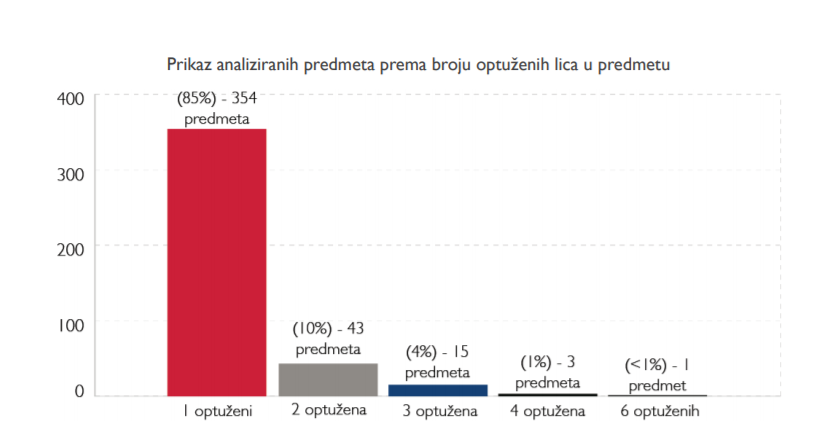 Prikaz analiziranih predmeta prema broju optuženih lica u predmetu
400
300
200
100
0
(85%) - 354
predmeta
(10%) - 43
predmeta
(4%) - 15
predmeta
(1%) - 3
predmeta
(<1%) - 1
predmet
1 optuženi
2 optužena
3 optužena
4 optužena
6 optuženih